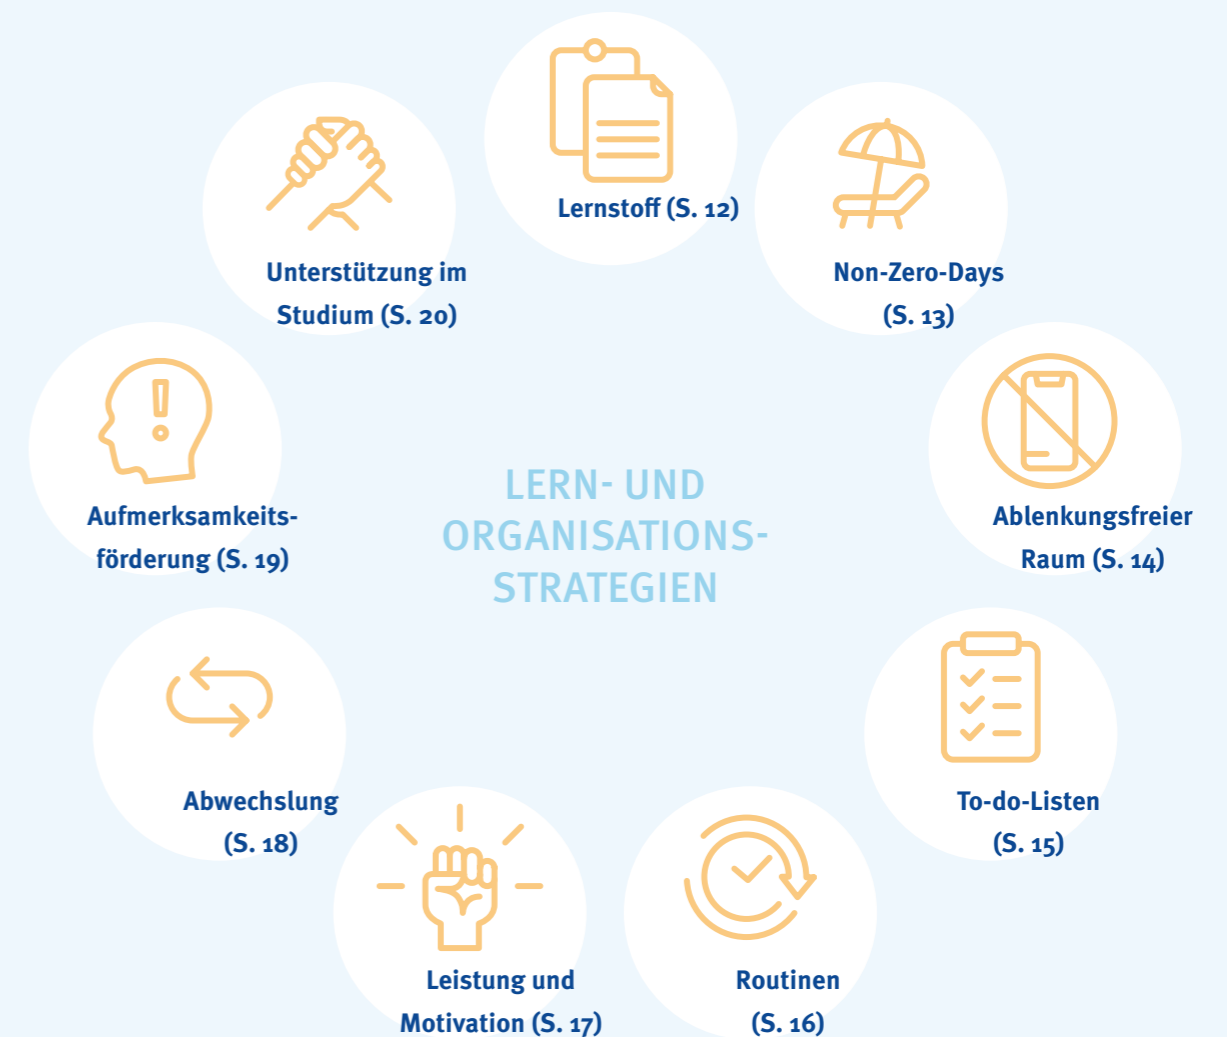 Lernstoff (S. 12)
Unterstützung im
Studium (S. 20)
Non-Zero-Days
(S. 13)
Aufmerksamkeits-
förderung (S. 19)
LERN- UND
ORGANISATIONS-
STRATEGIEN
Ablenkungsfreier
Raum (S. 14)
Abwechslung
(S. 18)
To-do-Listen
(S. 15)
Leistung und
Motivation (S. 17)
Routinen
(S. 16)